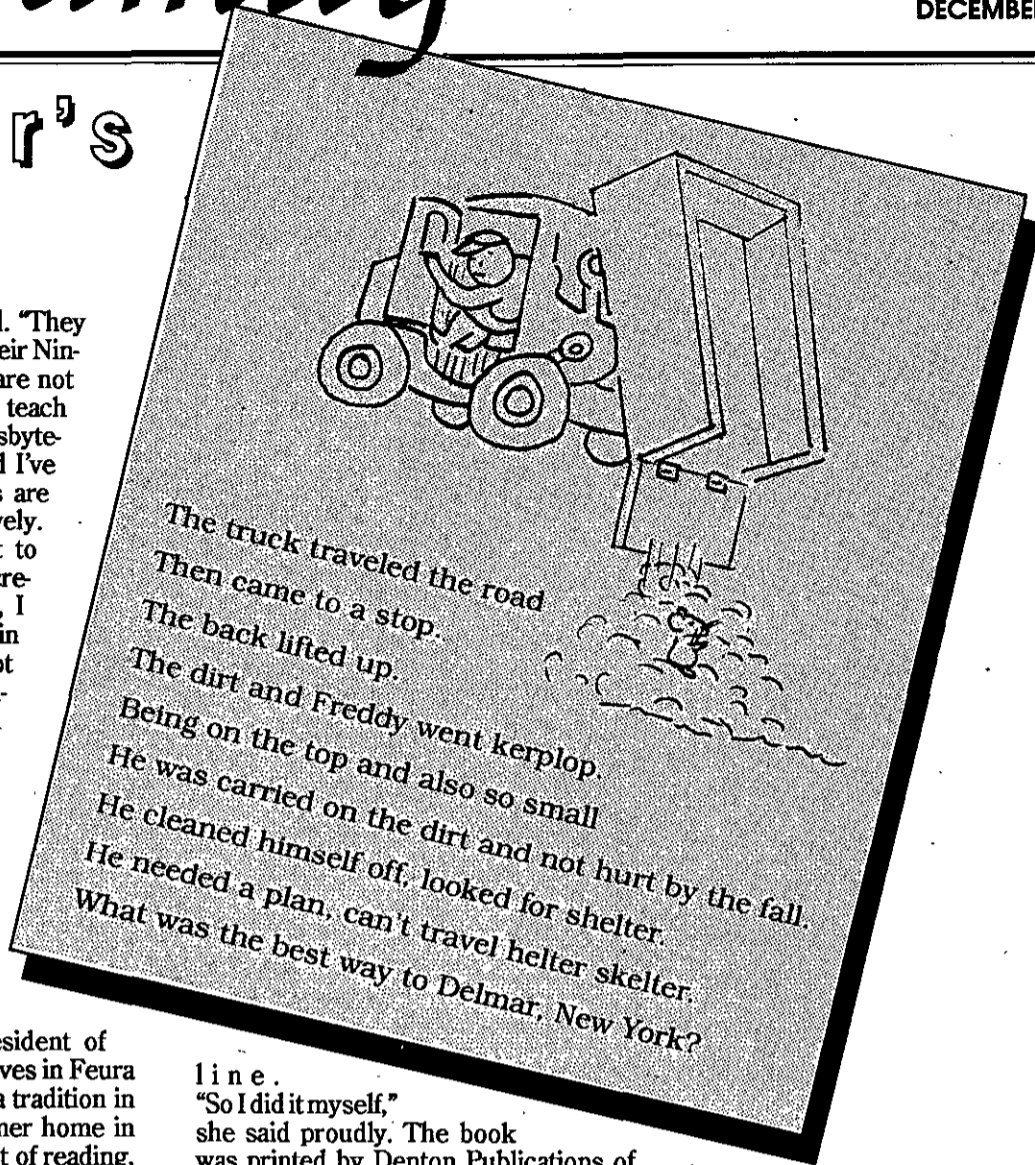 DECEMBER
r's
l. "They
eir Nin-
are not
teach
sbyte-
d I've
s are
vely.
t to
cre-
, I
in
ot
The truck traveled the road
Then came to a stop.
The back lifted up.
The dirt and Freddy went kerplop.
Being on the top and also so small
He was carried on the dirt and not hurt by the fall.
He cleaned himself off, looked for shelter.
He needed a plan, can't travel helter skelter.
What was the best way to Delmar, New York?
esident of
ves in Feura
a tradition in
ner home in
t of reading,
line.
"So I did it myself,"
she said proudly. The book
was printed by Denton Publications of